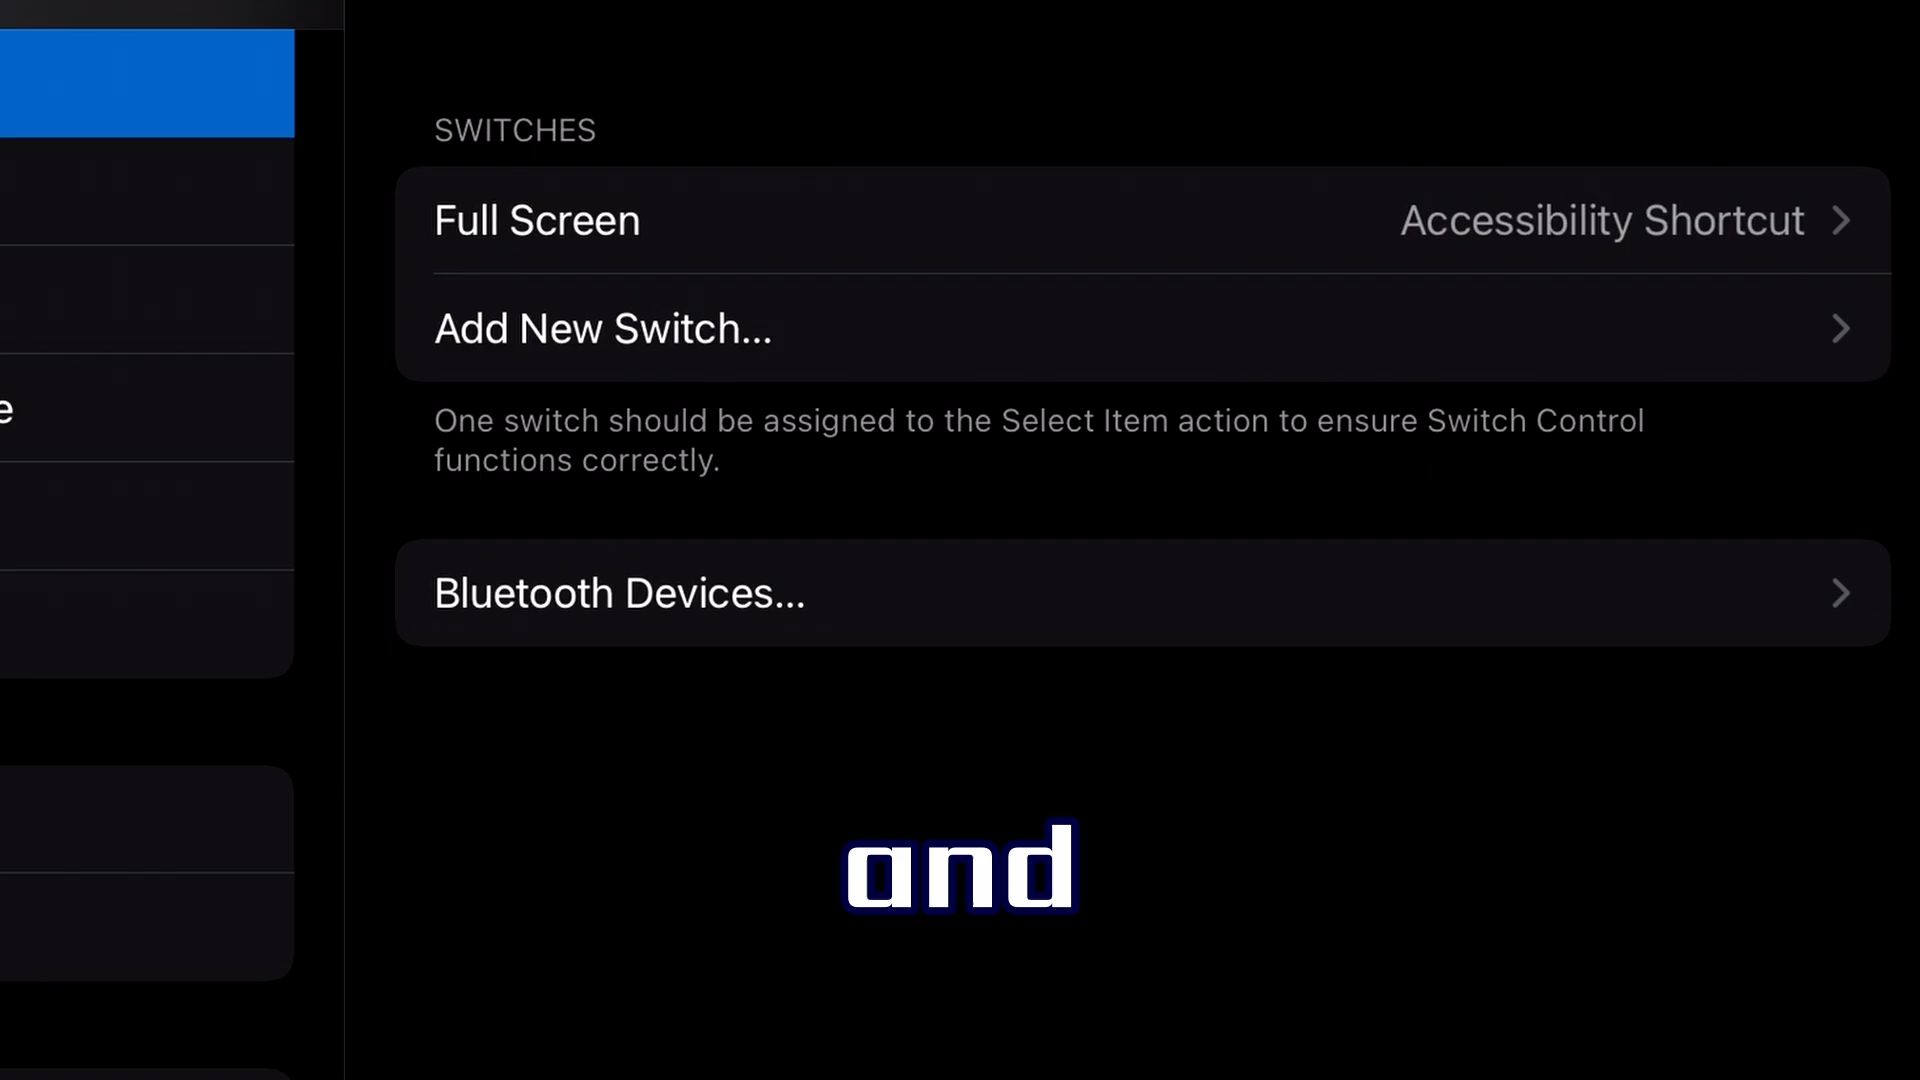 SWITCHES
Full Screen Accessibility Shortcut
Add New Switch...
e
One switch should be assigned to the Select Item action to ensure Switch Control
functions correctly.
Bluetooth Devices...
and